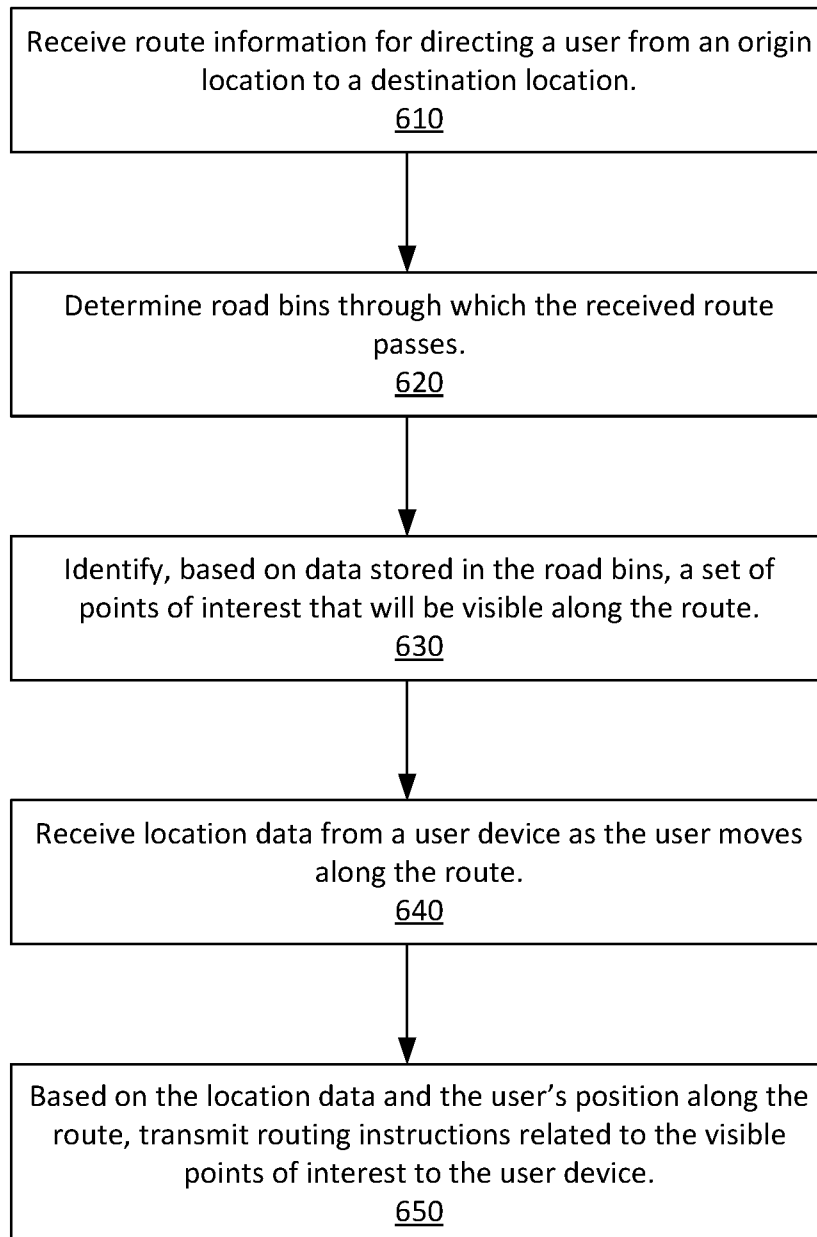 Receive route information for directing a user from an origin
location to a destination location.
610
Determine road bins through which the received route
passes.
620
Identify, based on data stored in the road bins, a set of
points of interest that will be visible along the route.
630
Receive location data from a user device as the user moves
along the route.
640
Based on the location data and the user’s position along the
route, transmit routing instructions related to the visible
points of interest to the user device.
650